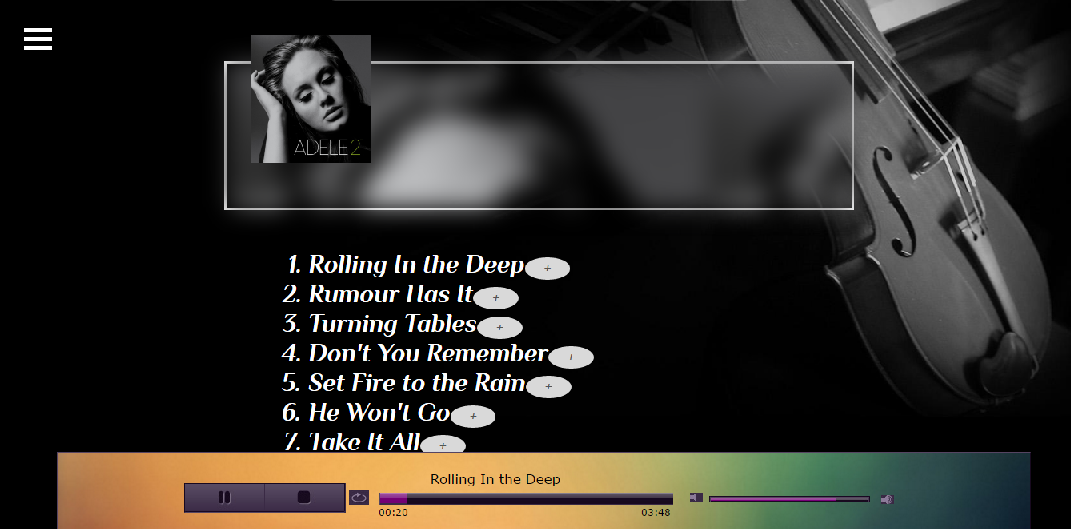 ADELE 21
1. Rolling In the Deep +
2. Rumour Has It +
3. Turning Tables +
4. Don't You Remember +
5. Set Fire to the Rain +
6. He Won't Go +
7. Take It All +
Rolling In the Deep
00:20 03:48